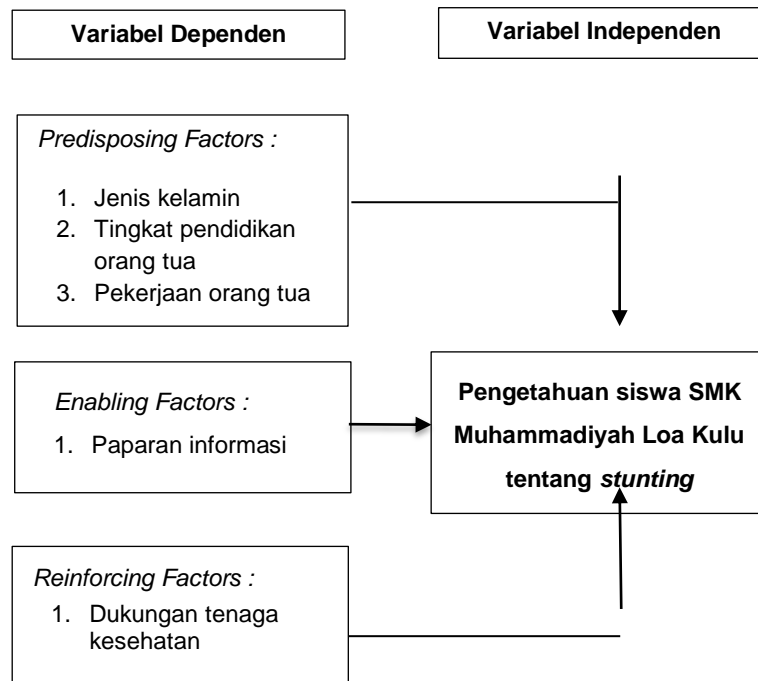 Variabel Dependen
Variabel Independen
Predisposing Factors :
1. Jenis kelamin
2. Tingkat pendidikan
orang tua
3. Pekerjaan orang tua
Enabling Factors :
1. Paparan informasi
Pengetahuan siswa SMK
Muhammadiyah Loa Kulu
tentang stunting
Reinforcing Factors :
1. Dukungan tenaga
kesehatan